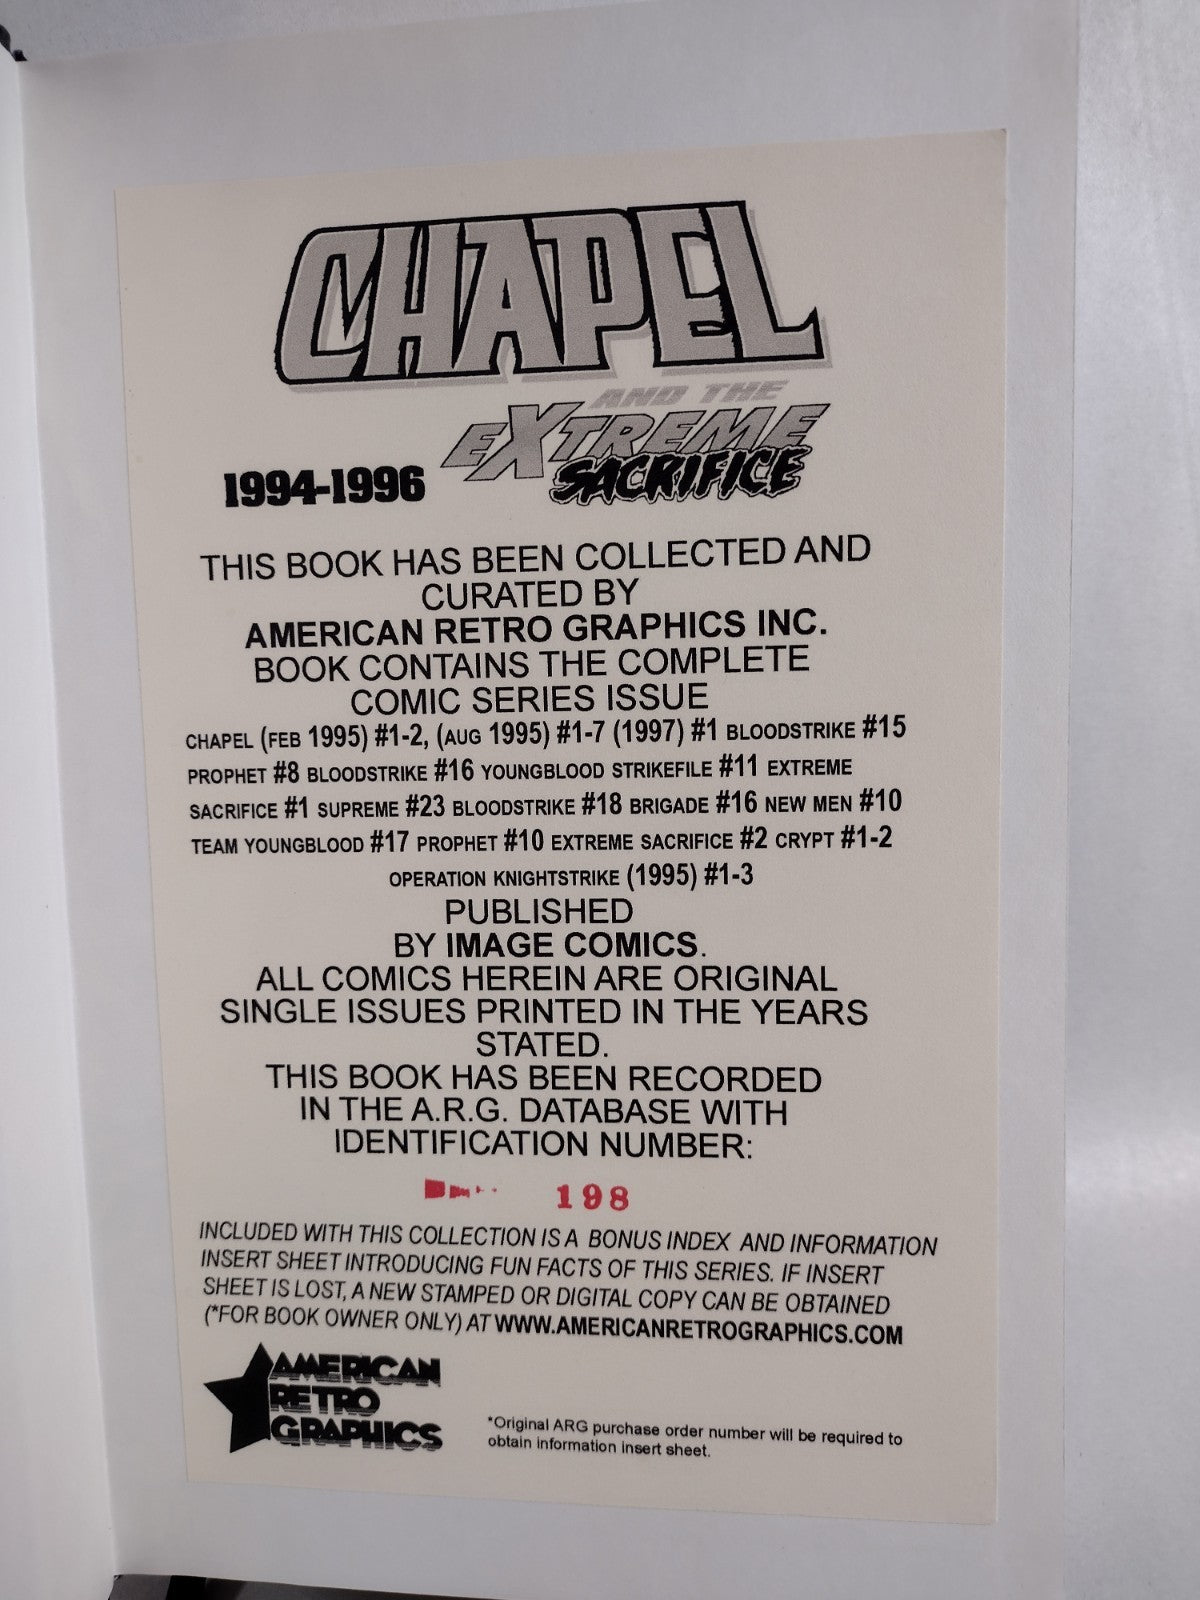 CHAPEL
AND THE
EXTREME
SACRIFICE
1994-1996
THIS BOOK HAS BEEN COLLECTED AND
CURATED BY
AMERICAN RETRO GRAPHICS INC.
BOOK CONTAINS THE COMPLETE
COMIC SERIES ISSUE
CHAPEL (FEB 1995) #1-2, (AUG 1995) #1-7 (1997) #1 BLOODSTRIKE #15
PROPHET #8 BLOODSTRIKE #16 YOUNGBLOOD STRIKEFILE #11 EXTREME
SACRIFICE #1 SUPREME #23 BLOODSTRIKE #18 BRIGADE #16 NEW MEN #10
TEAM YOUNGBLOOD #17 PROPHET #10 EXTREME SACRIFICE #2 CRYPT #1-2
OPERATION KNIGHTSTRIKE (1995) #1-3
PUBLISHED
BY IMAGE COMICS.
ALL COMICS HEREIN ARE ORIGINAL
SINGLE ISSUES PRINTED IN THE YEARS
STATED.
THIS BOOK HAS BEEN RECORDED
IN THE A.R.G. DATABASE WITH
IDENTIFICATION NUMBER:
198
INCLUDED WITH THIS COLLECTION IS A BONUS INDEX AND INFORMATION
INSERT SHEET INTRODUCING FUN FACTS OF THIS SERIES. IF INSERT
SHEET IS LOST, A NEW STAMPED OR DIGITAL COPY CAN BE OBTAINED
(*FOR BOOK OWNER ONLY) AT WWW.AMERICANRETROGRAPHICS.COM
AMERICAN
RETRO
GRAPHICS
*Original ARG purchase order number will be required to
obtain information insert sheet.